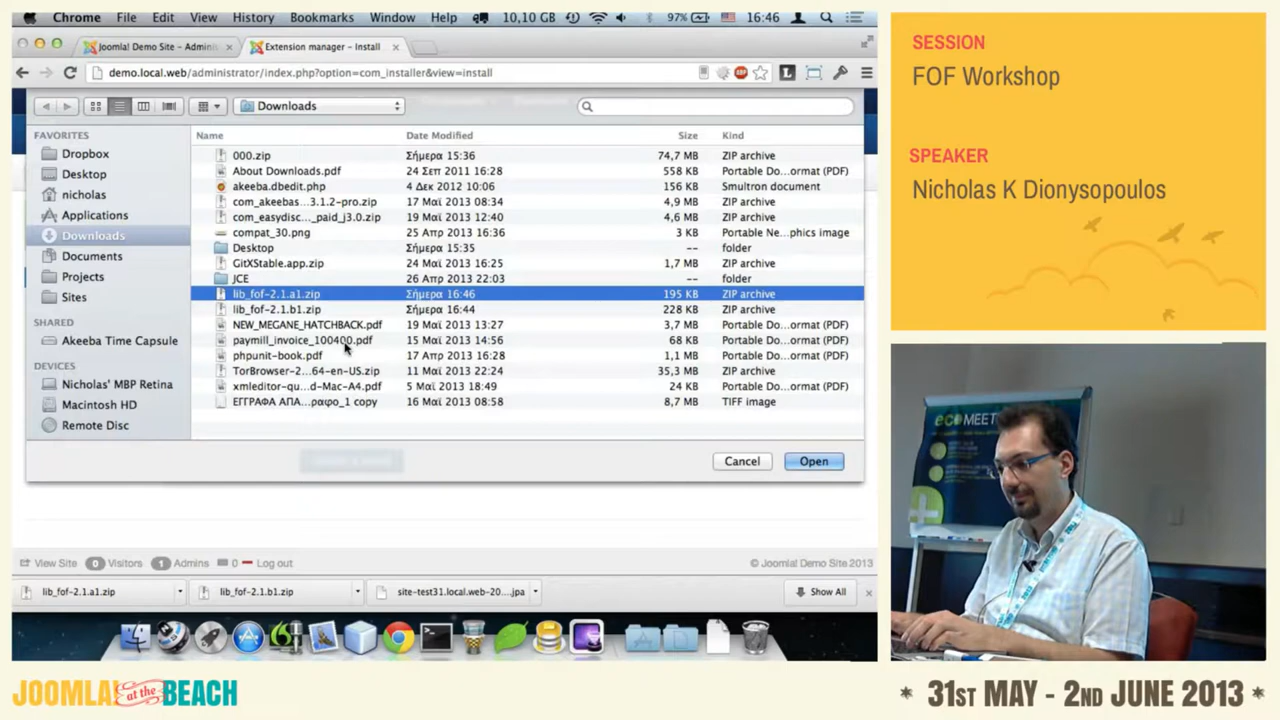 Chrome File Edit View History Bookmarks Window Help 10,10 GB 97% 16:46
Joomla! Demo Site - Adminis
Extension manager - Install
demo.local.web/administrator/index.php?option=com_installer&view=install
Downloads
FAVORITES
Dropbox
Desktop
nicholas
Applications
Downloads
Documents
Projects
Sites
SHARED
Akeeba Time Capsule
DEVICES
Nicholas' MBP Retina
Macintosh HD
Remote Disc
Name Date Modified Size Kind
000.zip Σήμερα 15:36 74,7 MB ZIP archive
About Downloads.pdf 24 Σεπ 2011 16:28 558 KB Portable Do...ormat (PDF)
akeeba.dbedit.php 4 Δεκ 2012 10:06 156 KB Smultron document
com_akeebas...3.1.2-pro.zip 17 Μαϊ 2013 08:34 4,9 MB ZIP archive
com_easydisc..._paid_j3.0.zip 19 Μαϊ 2013 12:40 4,6 MB ZIP archive
compat_30.png 25 Απρ 2013 16:36 3 KB Portable Ne...phics image
Desktop Σήμερα 15:35 -- folder
GitXStable.app.zip 24 Μαϊ 2013 16:25 1,7 MB ZIP archive
JCE 26 Απρ 2013 22:03 -- folder
lib_fof-2.1.a1.zip Σήμερα 16:46 195 KB ZIP archive
lib_fof-2.1.b1.zip Σήμερα 16:44 228 KB ZIP archive
NEW_MEGANE_HATCHBACK.pdf 19 Μαϊ 2013 13:27 3,7 MB Portable Do...ormat (PDF)
paymill_invoice_100400.pdf 15 Μαϊ 2013 14:56 68 KB Portable Do...ormat (PDF)
phpunit-book.pdf 17 Απρ 2013 16:28 1,1 MB Portable Do...ormat (PDF)
TorBrowser-2...64-en-US.zip 11 Μαϊ 2013 22:24 35,3 MB ZIP archive
xmleditor-qu...d-Mac-A4.pdf 5 Μαϊ 2013 18:49 24 KB Portable Do...ormat (PDF)
ΕΓΓΡΑΦΑ ΑΠΑ...ραφο_1 copy 16 Μαϊ 2013 08:58 8,7 MB TIFF image
Cancel Open
View Site 0 Visitors 1 Admins 0 Log out © Joomla! Demo Site 2013
lib_fof-2.1.a1.zip lib_fof-2.1.b1.zip site-test31.local.web-20...jpa Show All
SESSION
FOF Workshop
SPEAKER
Nicholas K Dionysopoulos
ecoMEET
JOOMLA! at the BEACH
* 31ST MAY - 2ND JUNE 2013 *